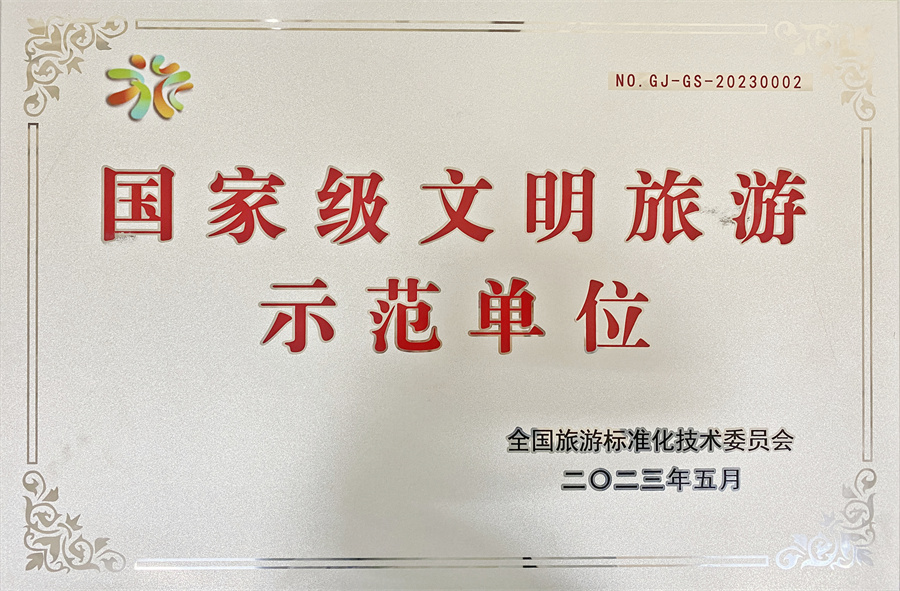 旅
NO.GJ-GS-20230002
国家级文明旅游
示范单位
全国旅游标准化技术委员会
二〇二三年五月